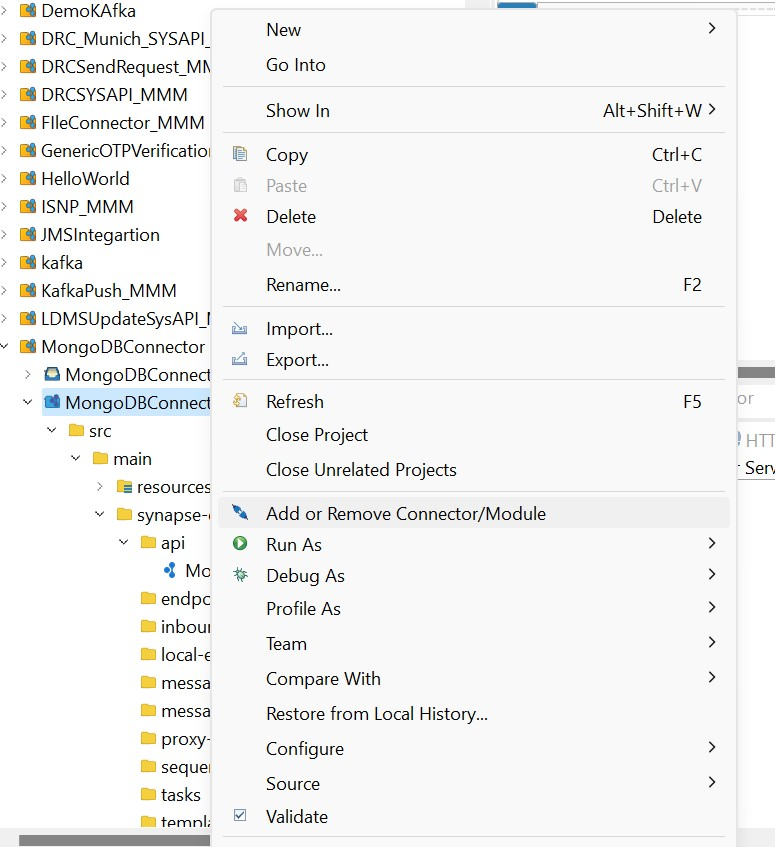 DemoKAfka
DRC_Munich_SYSAPI_
DRCSendRequest_MM
DRCSYSAPI_MMM
FIleConnector_MMM
GenericOTPVerification
HelloWorld
ISNP_MMM
JMSIntegartion
kafka
KafkaPush_MMM
LDMSUpdateSysAPI_M
MongoDBConnector
MongoDBConnect
MongoDBConnect
src
main
resources
synapse-
api
Mo
endpo
inbour
local-e
messa
messa
proxy-
sequer
tasks
templa
New
Go Into
Show In Alt+Shift+W
Copy Ctrl+C
Paste Ctrl+V
Delete Delete
Move...
Rename... F2
Import...
Export...
Refresh F5
Close Project
Close Unrelated Projects
Add or Remove Connector/Module
Run As
Debug As
Profile As
Team
Compare With
Restore from Local History...
Configure
Source
Validate
or
HTT
Serv